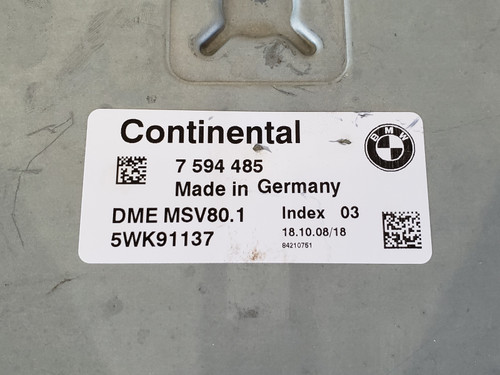 Continental
BMW
7 594 485
Made in Germany
DME MSV80.1 Index 03
5WK91137 18.10.08/18
84210751